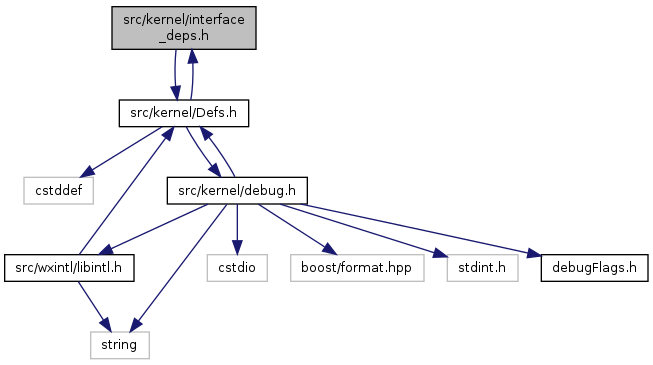 src/kernel/interface
_deps.h
src/kernel/Defs.h
cstddef
src/kernel/debug.h
src/wxintl/libintl.h
cstdio
boost/format.hpp
stdint.h
debugFlags.h
string